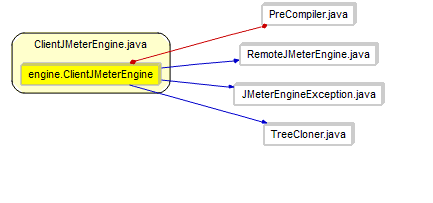 PreCompiler.java
ClientJMeterEngine.java
RemoteJMeterEngine.java
engine.ClientJMeterEngine
JMeterEngineException.java
TreeCloner.java